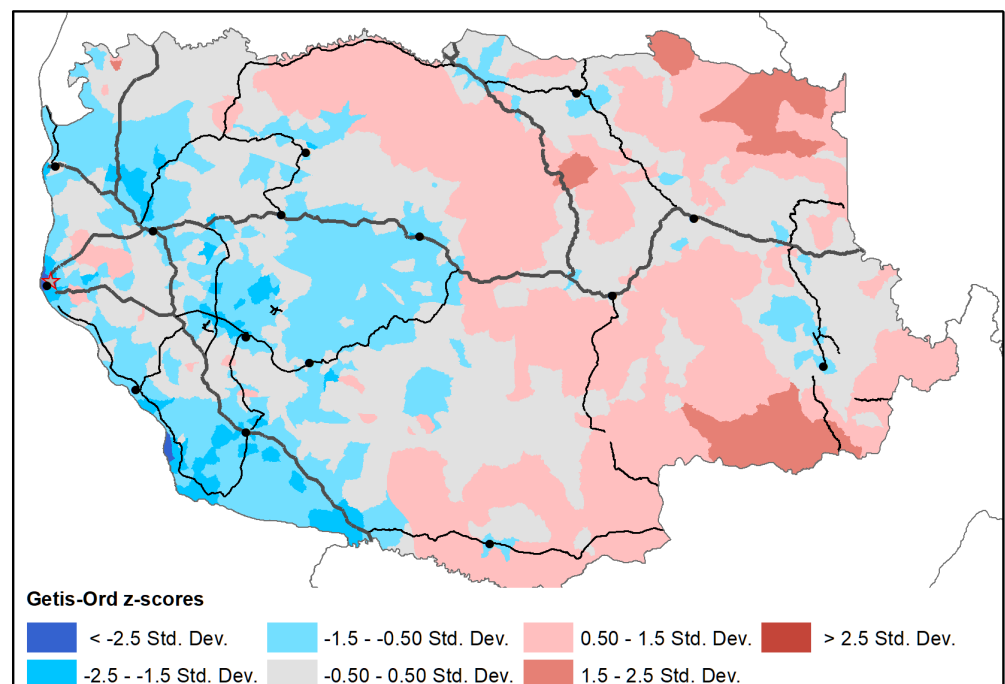 Getis-Ord z-scores
< -2.5 Std. Dev. -1.5 - -0.50 Std. Dev. 0.50 - 1.5 Std. Dev. > 2.5 Std. Dev.
-2.5 - -1.5 Std. Dev. -0.50 - 0.50 Std. Dev. 1.5 - 2.5 Std. Dev.